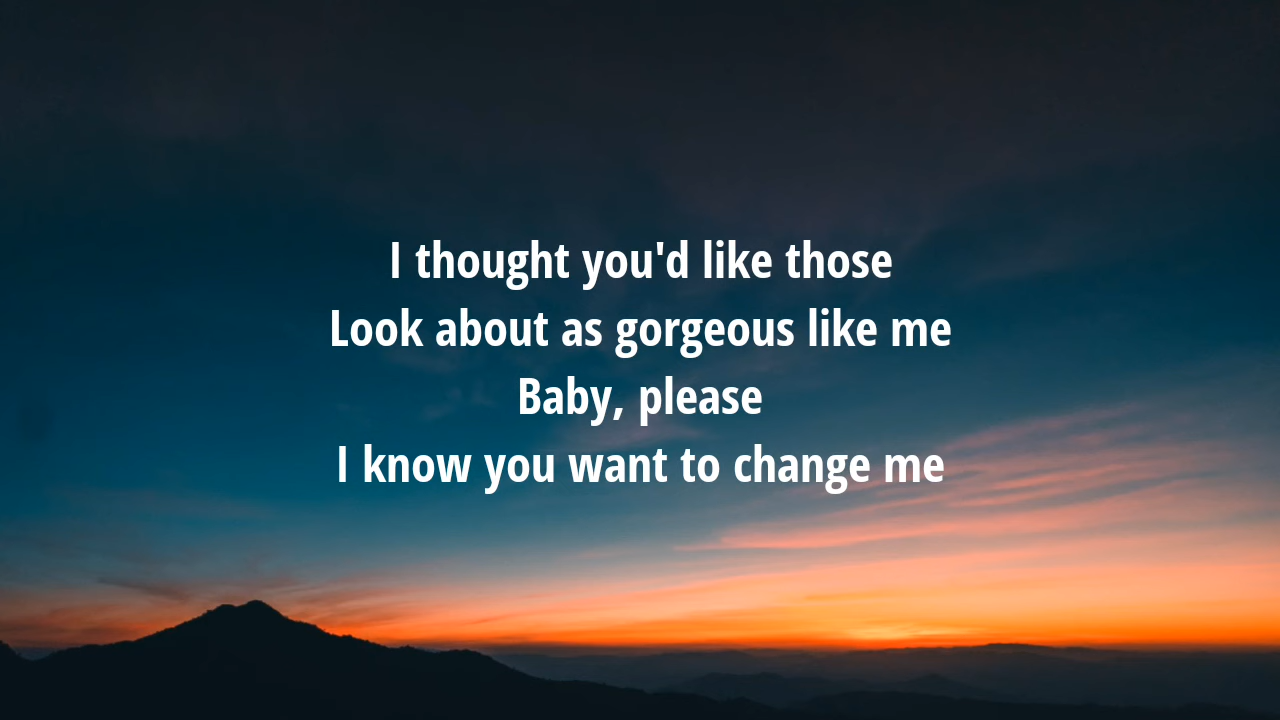 I thought you'd like those
Look about as gorgeous like me
Baby, please
I know you want to change me